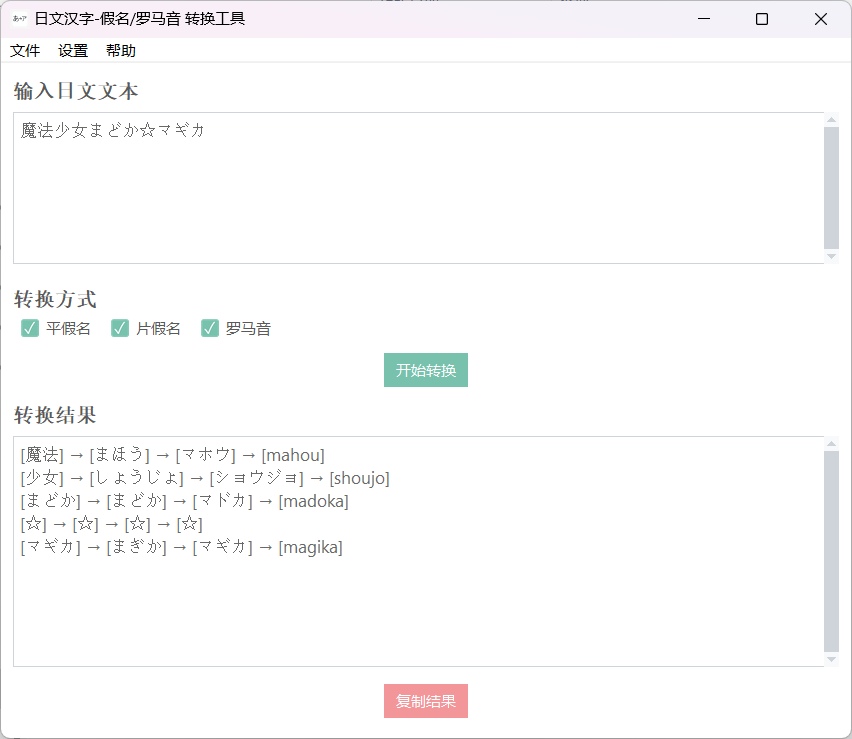 日文汉字-假名/罗马音 转换工具
文件 设置 帮助
输入日文文本
魔法少女まどか☆マギカ
转换方式
平假名 片假名 罗马音
开始转换
转换结果
[魔法] → [まほう] → [マホウ] → [mahou]
[少女] → [しょうじょ] → [ショウジョ] → [shoujo]
[まどか] → [まどか] → [マドカ] → [madoka]
[☆] → [☆] → [☆] → [☆]
[マギカ] → [まぎか] → [マギカ] → [magika]
复制结果